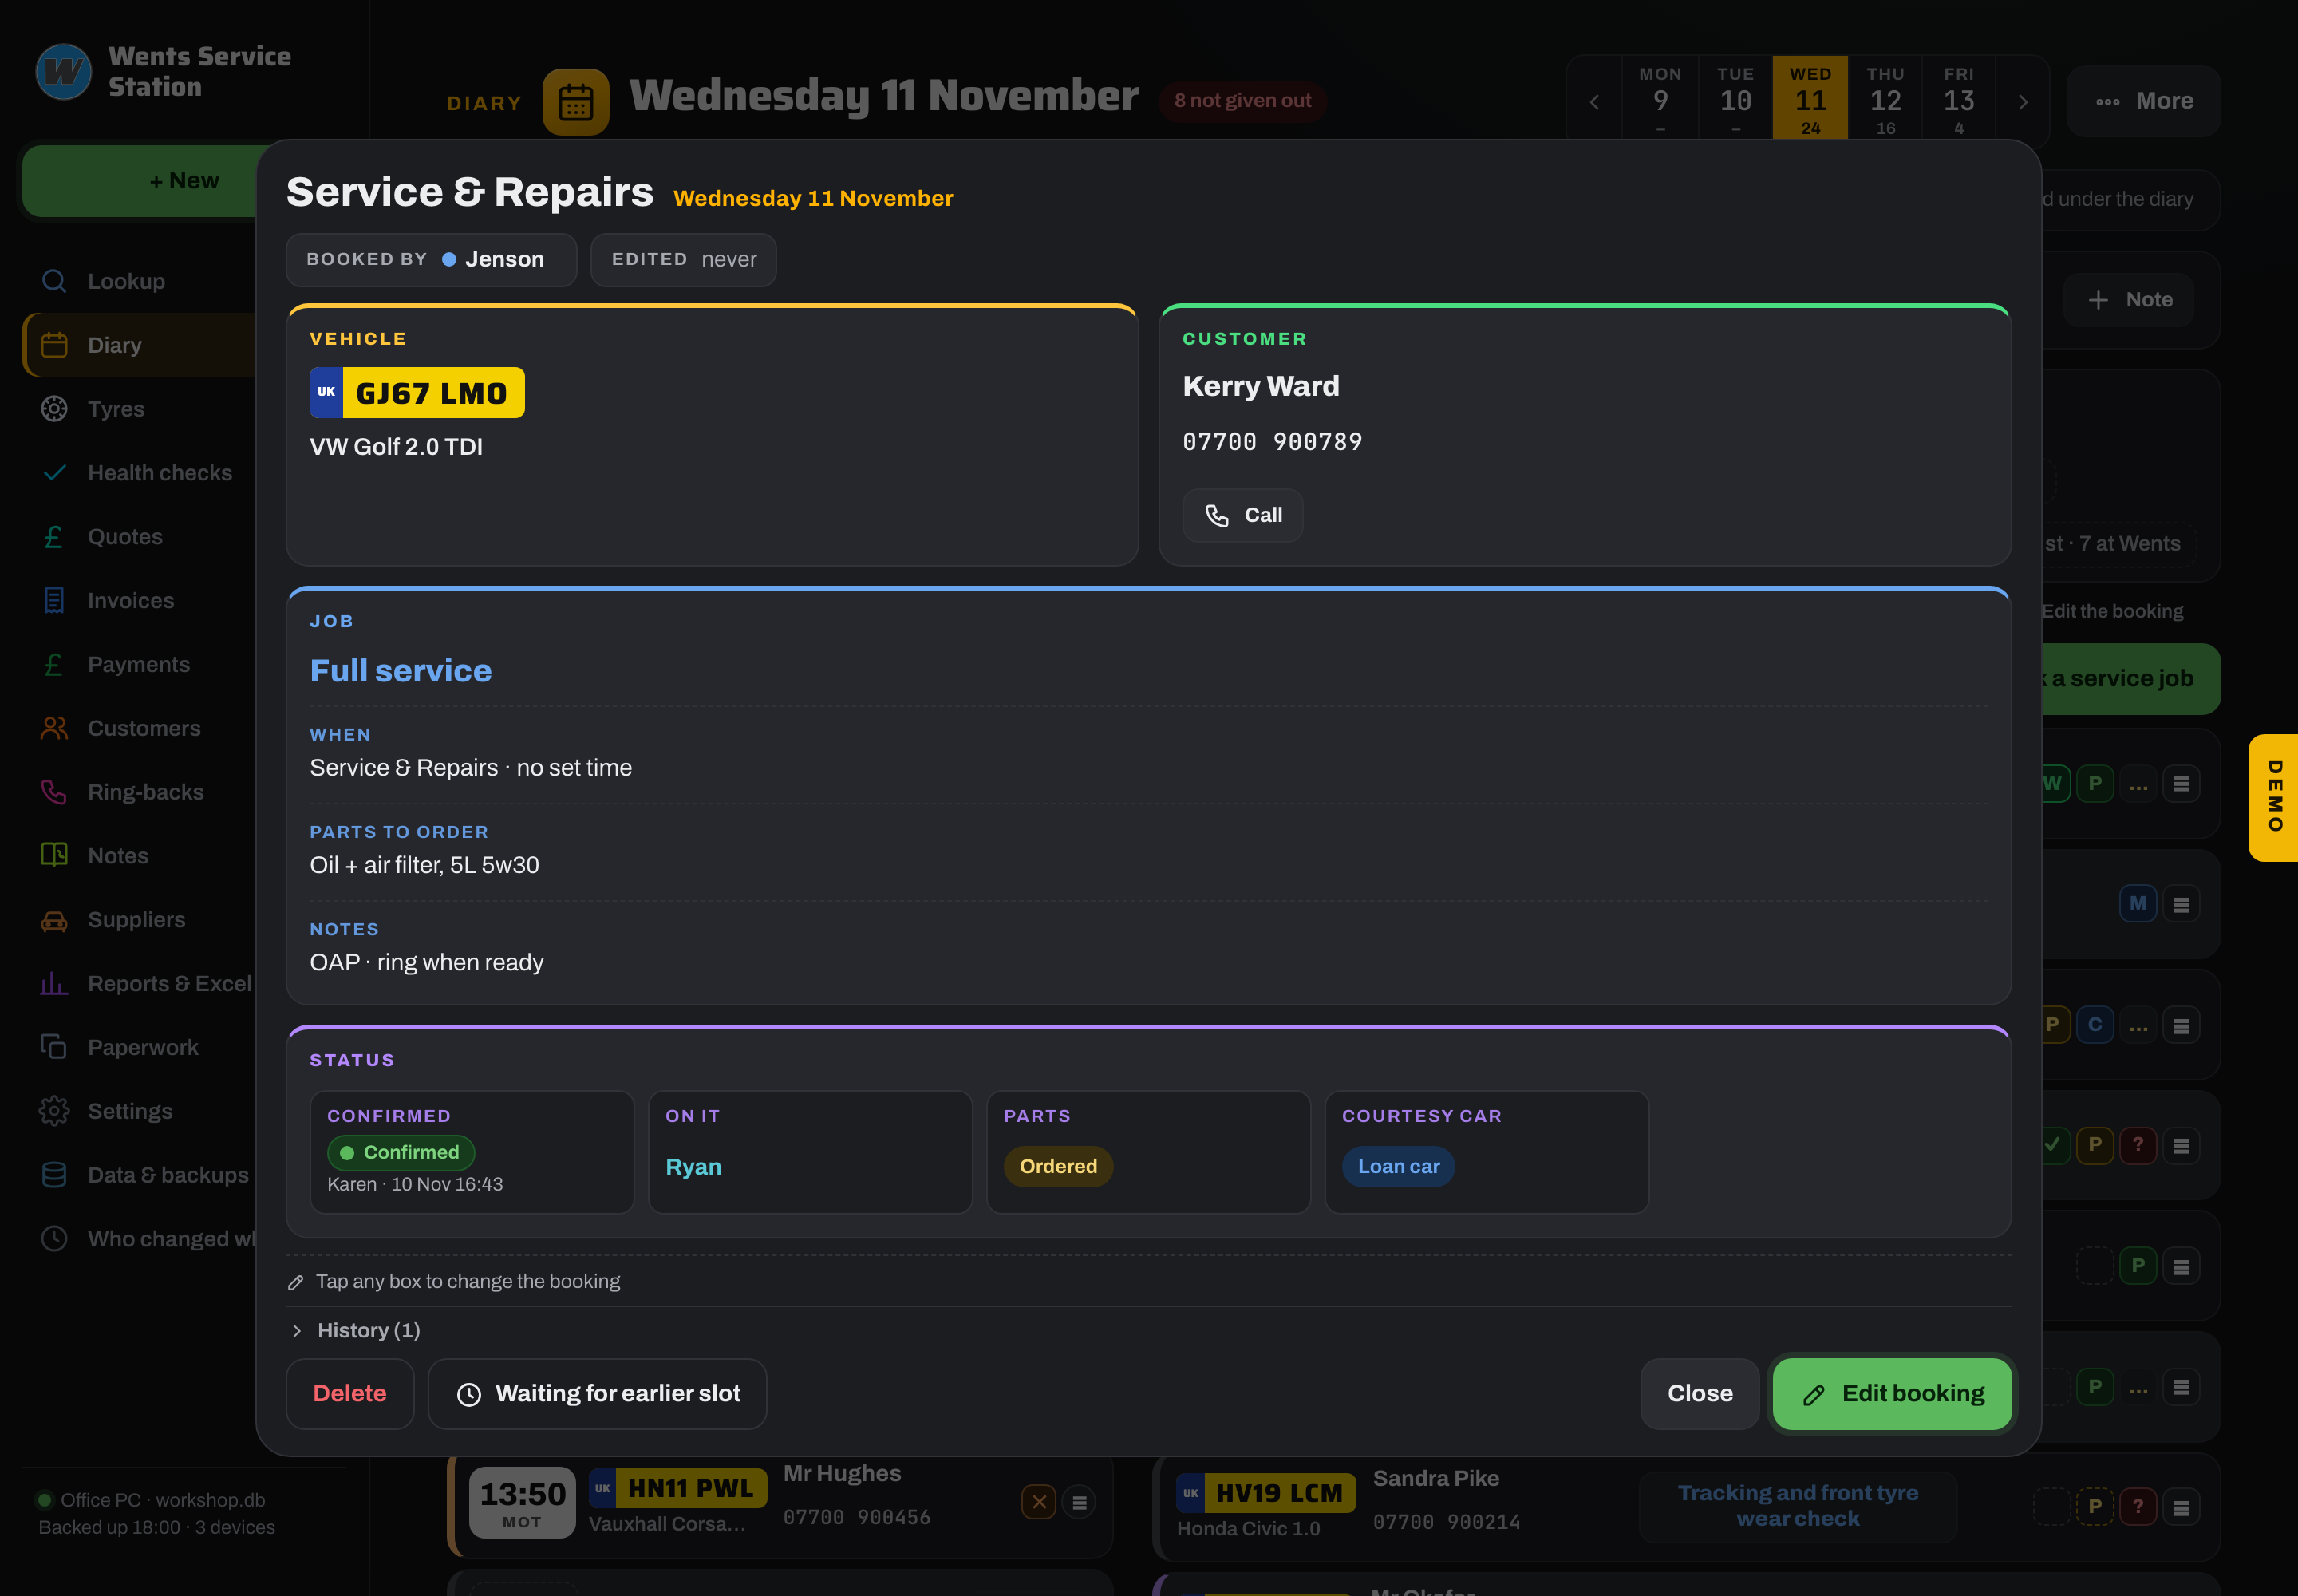 Wents Service
Station
DIARY
Wednesday 11 November
8 not given out
MON
9
–
TUE
10
–
WED
11
24
THU
12
16
FRI
13
4
More
+ New
Lookup
Diary
Tyres
Health checks
Quotes
Invoices
Payments
Customers
Ring-backs
Notes
Suppliers
Reports & Excel
Paperwork
Settings
Data & backups
Who changed
Office PC · workshop.db
Backed up 18:00 · 3 devices
Service & Repairs Wednesday 11 November
BOOKED BY Jenson
EDITED never
VEHICLE
UK GJ67 LMO
VW Golf 2.0 TDI
CUSTOMER
Kerry Ward
07700 900789
Call
JOB
Full service
WHEN
Service & Repairs · no set time
PARTS TO ORDER
Oil + air filter, 5L 5w30
NOTES
OAP · ring when ready
STATUS
CONFIRMED
Confirmed
Karen · 10 Nov 16:43
ON IT
Ryan
PARTS
Ordered
COURTESY CAR
Loan car
Tap any box to change the booking
History (1)
Delete
Waiting for earlier slot
Close
Edit booking
under the diary
Note
· 7 at Wents
Edit the booking
a service job
W P ...
M
P C ...
P ?
P
P ...
DEMO
13:50
MOT
UK HN11 PWL
Vauxhall Corsa...
Mr Hughes
07700 900456
UK HV19 LCM
Honda Civic 1.0
Sandra Pike
07700 900214
Tracking and front tyre
wear check
P ?